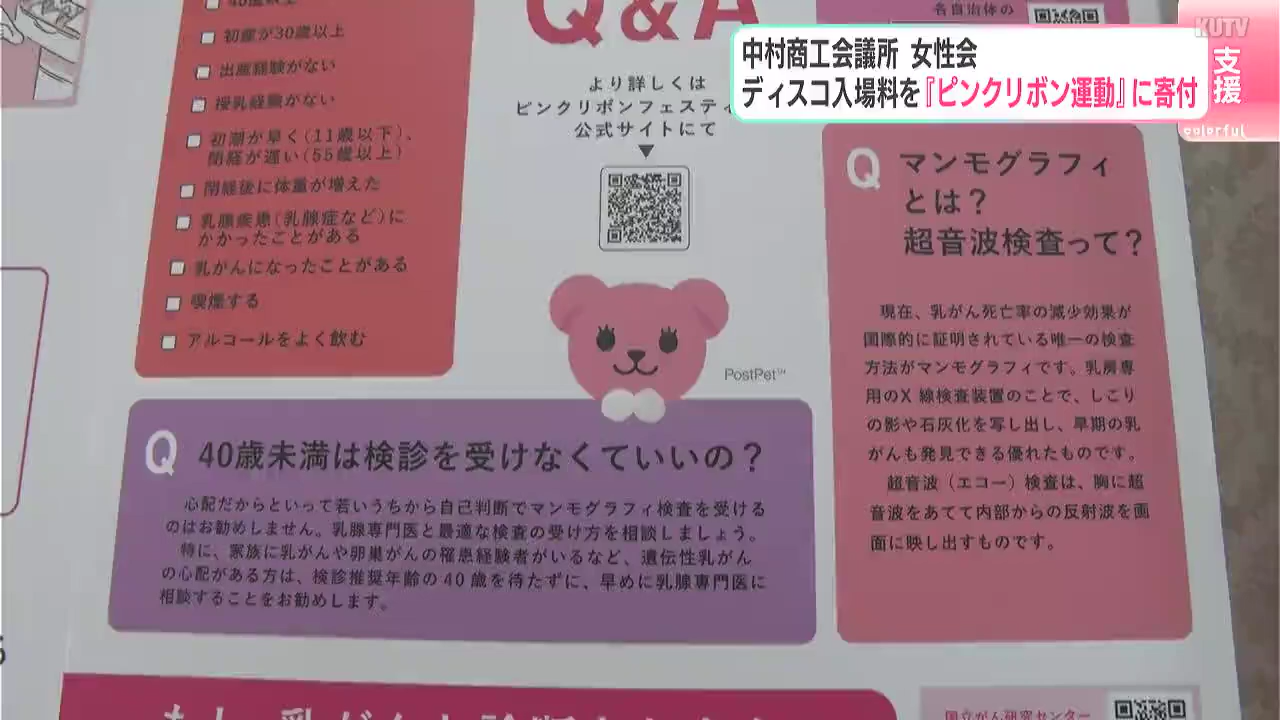 40歳以上
初産が30歳以上
出産経験がない
授乳経験がない
初潮が早く(11歳以下)、
閉経が遅い(55歳以上)
閉経後に体重が増えた
乳腺疾患(乳腺症など)に
かかったことがある
乳がんになったことがある
喫煙する
アルコールをよく飲む
Q&A
より詳しくは
ピンクリボンフェスティ
公式サイトにて
PostPet™
各自治体の
中村商工会議所 女性会
ディスコ入場料を『ピンクリボン運動』に寄付
KUTV
支援
colorful
Q マンモグラフィ
とは?
超音波検査って?
現在、乳がん死亡率の減少効果が
国際的に証明されている唯一の検査
方法がマンモグラフィです。乳房専
用のX線検査装置のことで、しこり
の影や石灰化を写し出し、早期の乳
がんも発見できる優れたものです。
超音波(エコー)検査は、胸に超
音波をあてて内部からの反射波を画
面に映し出すものです。
Q 40歳未満は検診を受けなくていいの?
心配だからといって若いうちから自己判断でマンモグラフィ検査を受ける
のはお勧めしません。乳腺専門医と最適な検査の受け方を相談しましょう。
特に、家族に乳がんや卵巣がんの罹患経験者がいるなど、遺伝性乳がん
の心配がある方は、検診推奨年齢の40歳を待たずに、早めに乳腺専門医に
相談することをお勧めします。
国立がん研究センター